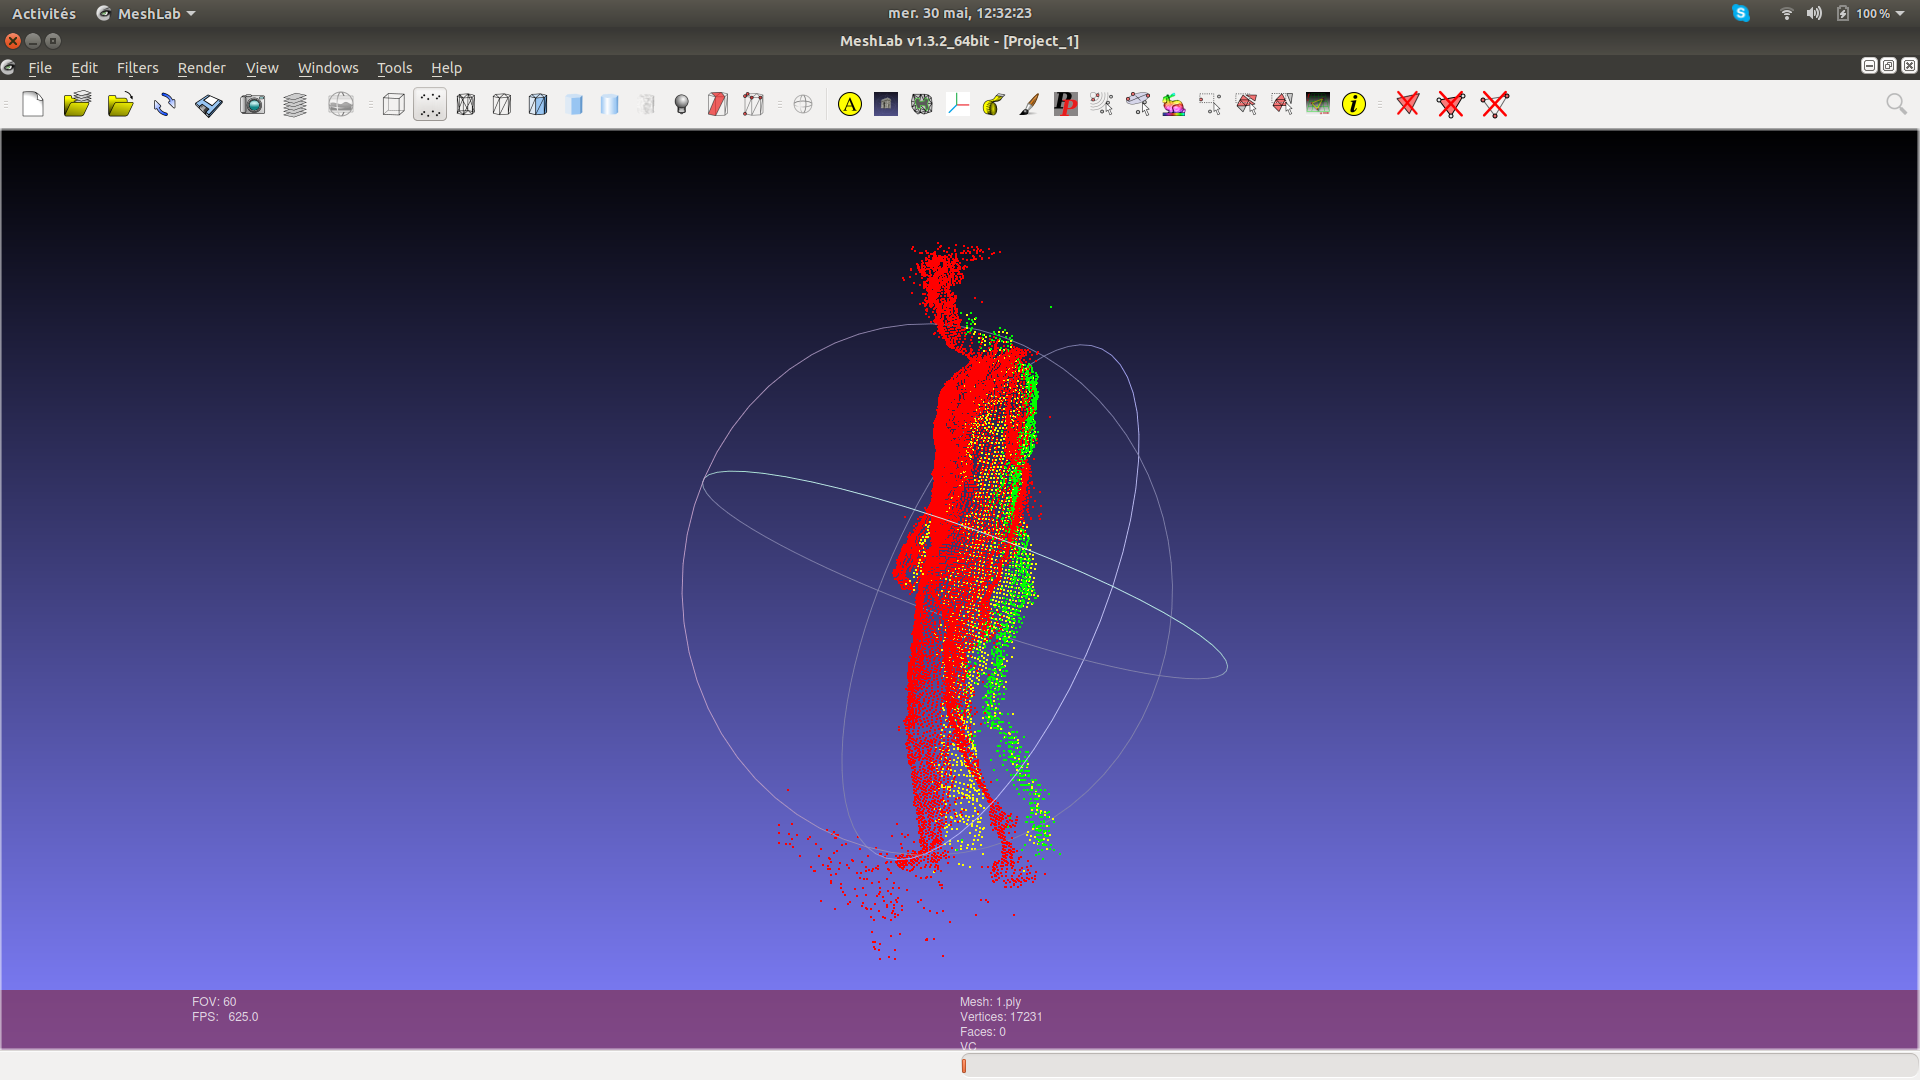 Activités MeshLab mer. 30 mai, 12:32:23 100 %
MeshLab v1.3.2_64bit - [Project_1]
File Edit Filters Render View Windows Tools Help
A PP i
FOV: 60
FPS: 625.0
Mesh: 1.ply
Vertices: 17231
Faces: 0
VC